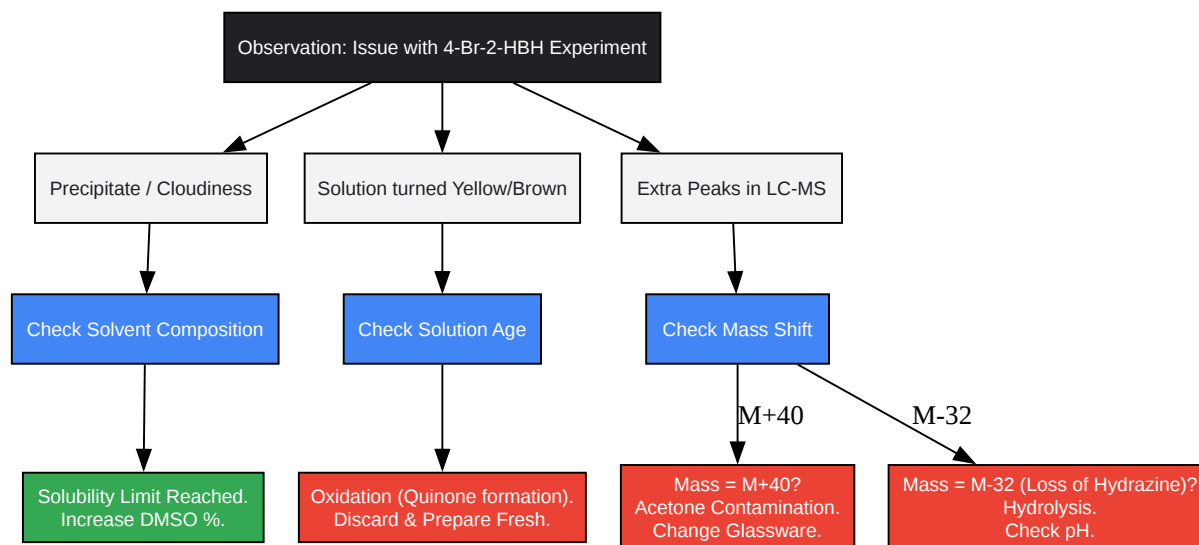 Observation: Issue with 4-Br-2-HBH Experiment
Precipitate / Cloudiness
Solution turned Yellow/Brown
Extra Peaks in LC-MS
Check Solvent Composition
Check Solution Age
Check Mass Shift
M+40
M-32
Solubility Limit Reached.
Increase DMSO %.
Oxidation (Quinone formation).
Discard & Prepare Fresh.
Mass = M+40?
Acetone Contamination.
Change Glassware.
Mass = M-32 (Loss of Hydrazine)?
Hydrolysis.
Check pH.